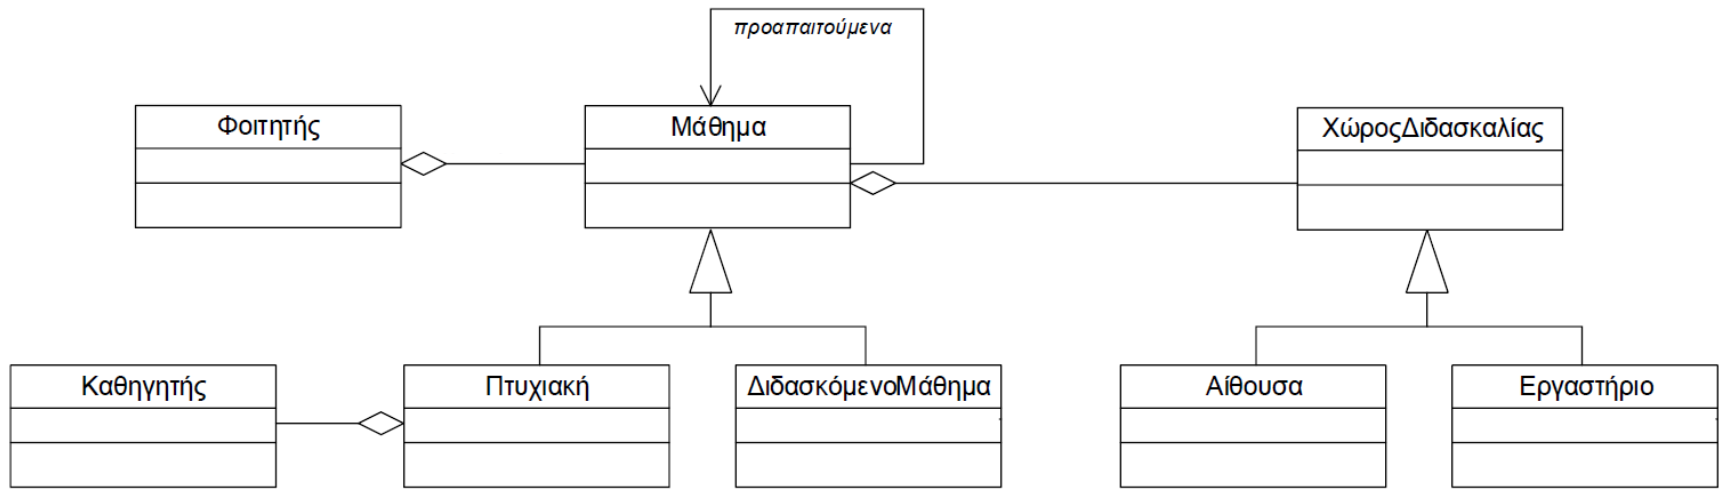 προαπαιτούμενα
Φοιτητής
Μάθημα
ΧώροςΔιδασκαλίας
Καθηγητής
Πτυχιακή
ΔιδασκόμενοΜάθημα
Αίθουσα
Εργαστήριο